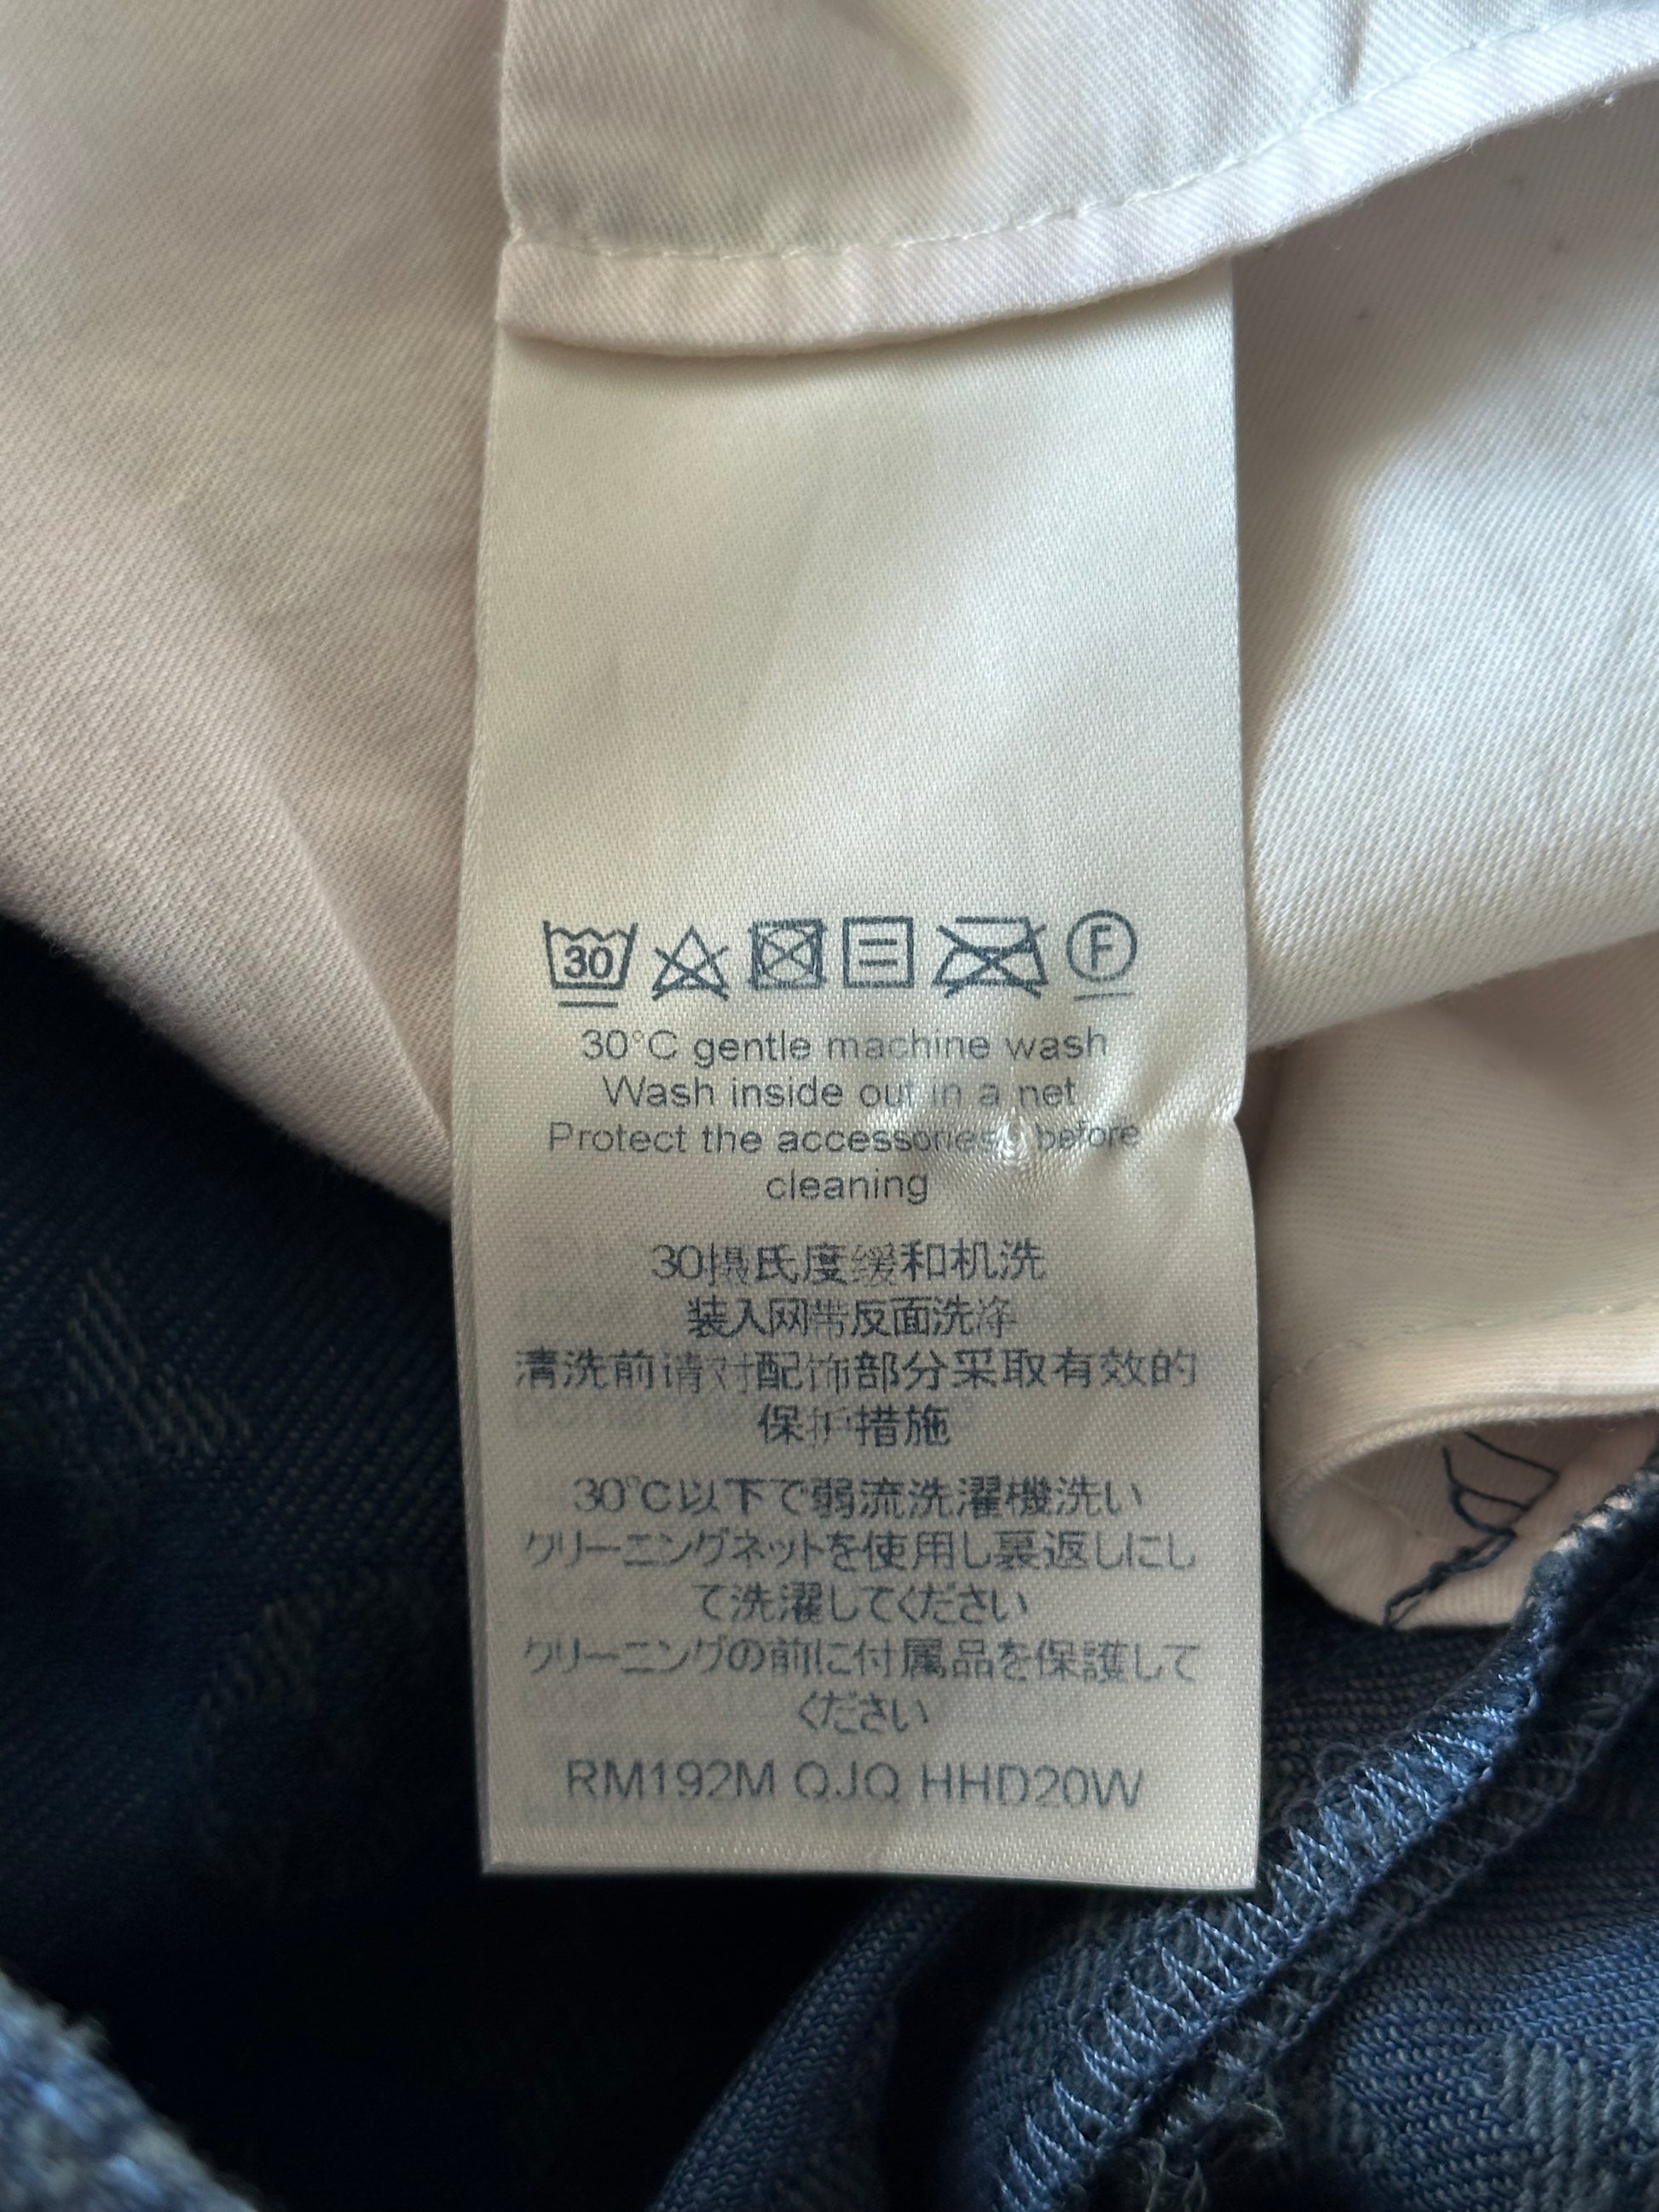 30
F
30°C gentle machine wash
Wash inside out in a net
Protect the accessories before
cleaning
30摄氏度缓和机洗
装入网带反面洗涤
清洗前请对配饰部分采取有效的
保护措施
30℃以下で弱流洗濯機洗い
クリーニングネットを使用し裏返しにし
て洗濯してください
クリーニングの前に付属品を保護して
ください
RM192M QJQ HHD20W